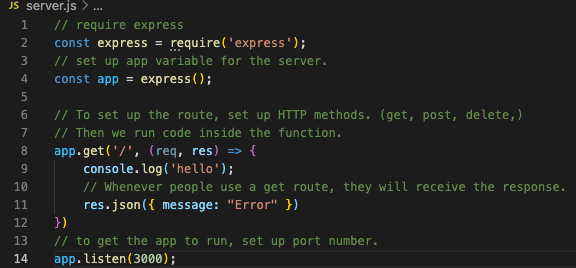 JS server.js > ...
1 // require express
2 const express = require('express');
3 // set up app variable for the server.
4 const app = express();
5
6 // To set up the route, set up HTTP methods. (get, post, delete,)
7 // Then we run code inside the function.
8 app.get('/', (req, res) => {
9 console.log('hello');
10 // Whenever people use a get route, they will receive the response.
11 res.json({ message: "Error" })
12 })
13 // to get the app to run, set up port number.
14 app.listen(3000);